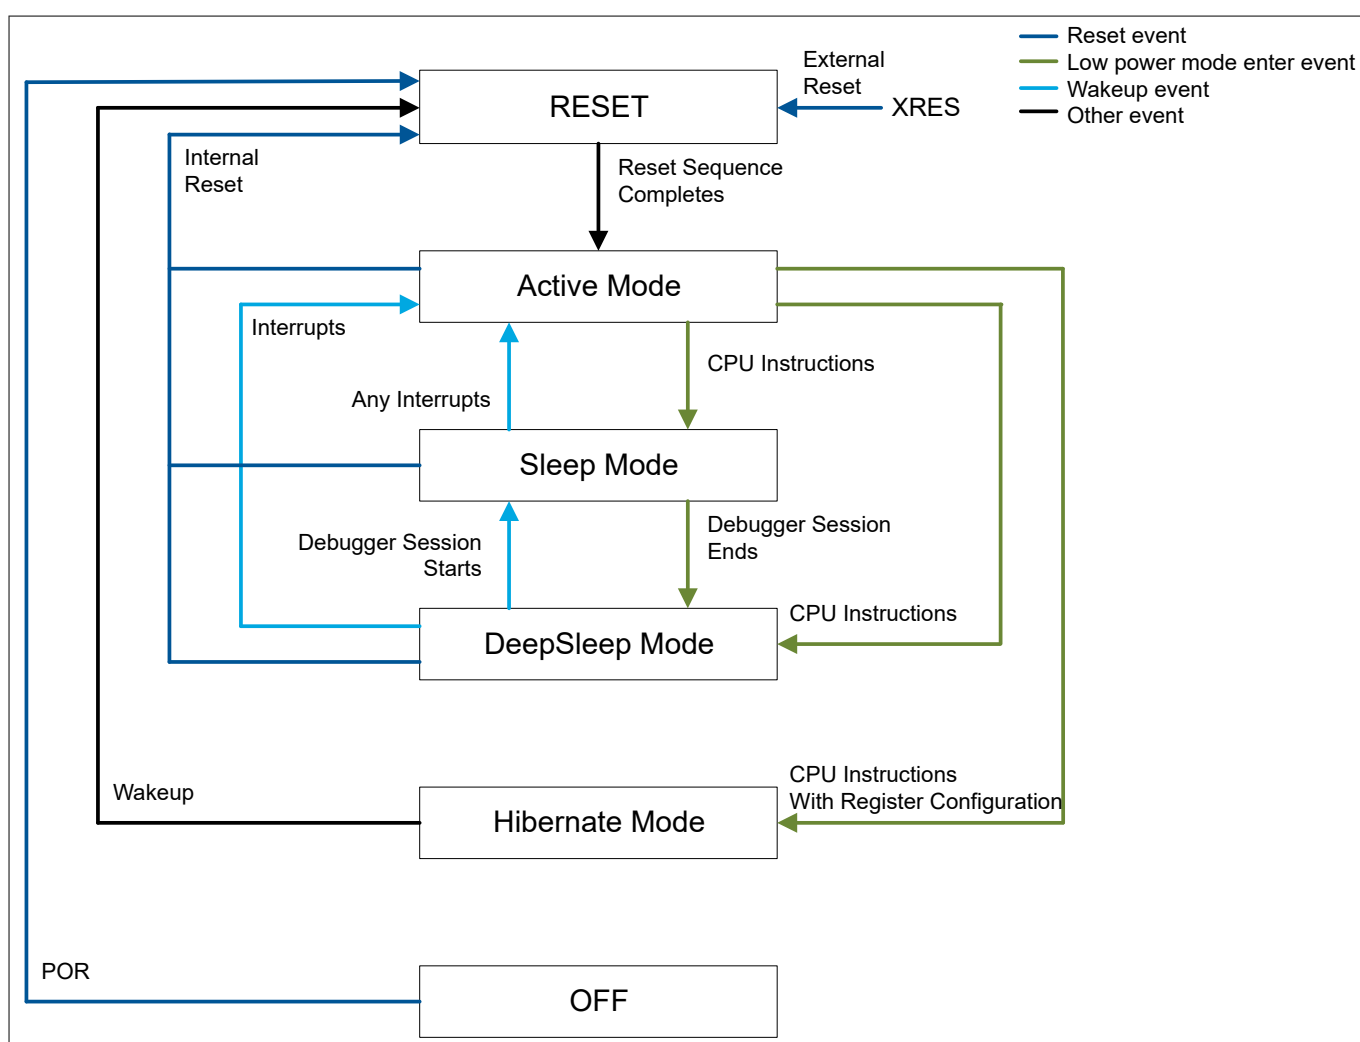 Reset event
Low power mode enter event
Wakeup event
Other event
External
Reset
RESET
XRES
Internal
Reset
Reset Sequence
Completes
Active Mode
Interrupts
CPU Instructions
Any Interrupts
Sleep Mode
Debugger Session
Starts
Debugger Session
Ends
CPU Instructions
DeepSleep Mode
CPU Instructions
With Register Configuration
Wakeup
Hibernate Mode
POR
OFF